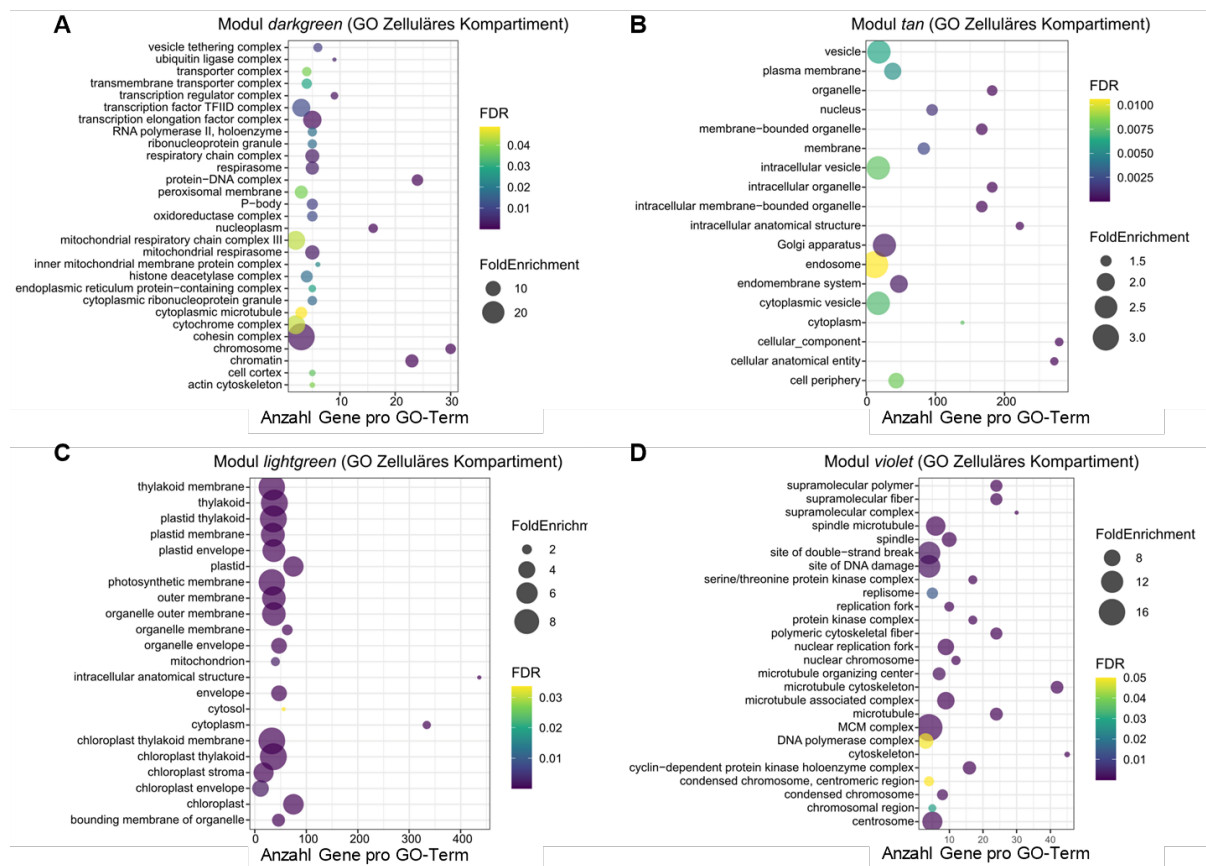 A
Modul darkgreen (GO Zelluläres Kompartiment)
vesicle tethering complex
ubiquitin ligase complex
transporter complex
transmembrane transporter complex
transcription regulator complex
transcription factor TFIID complex
transcription elongation factor complex
RNA polymerase II, holoenzyme
ribonucleoprotein granule
respiratory chain complex
respirasome
protein-DNA complex
peroxisomal membrane
P-body
oxidoreductase complex
nucleoplasm
mitochondrial respiratory chain complex III
mitochondrial respirasome
inner mitochondrial membrane protein complex
histone deacetylase complex
endoplasmic reticulum protein-containing complex
cytoplasmic ribonucleoprotein granule
cytoplasmic microtubule
cytochrome complex
cohesin complex
chromosome
chromatin
cell cortex
actin cytoskeleton
10 20 30
Anzahl Gene pro GO-Term
FDR
0.04
0.03
0.02
0.01
FoldEnrichment
10
20
B
Modul tan (GO Zelluläres Kompartiment)
vesicle
plasma membrane
organelle
nucleus
membrane-bounded organelle
membrane
intracellular vesicle
intracellular organelle
intracellular membrane-bounded organelle
intracellular anatomical structure
Golgi apparatus
endosome
endomembrane system
cytoplasmic vesicle
cytoplasm
cellular_component
cellular anatomical entity
cell periphery
0 100 200
Anzahl Gene pro GO-Term
FDR
0.0100
0.0075
0.0050
0.0025
FoldEnrichment
1.5
2.0
2.5
3.0
C
Modul lightgreen (GO Zelluläres Kompartiment)
thylakoid membrane
thylakoid
plastid thylakoid
plastid membrane
plastid envelope
plastid
photosynthetic membrane
outer membrane
organelle outer membrane
organelle membrane
organelle envelope
mitochondrion
intracellular anatomical structure
envelope
cytosol
cytoplasm
chloroplast thylakoid membrane
chloroplast thylakoid
chloroplast stroma
chloroplast envelope
chloroplast
bounding membrane of organelle
0 100 200 300 400
Anzahl Gene pro GO-Term
FoldEnrichm
2
4
6
8
FDR
0.03
0.02
0.01
D
Modul violet (GO Zelluläres Kompartiment)
supramolecular polymer
supramolecular fiber
supramolecular complex
spindle microtubule
spindle
site of double-strand break
site of DNA damage
serine/threonine protein kinase complex
replisome
replication fork
protein kinase complex
polymeric cytoskeletal fiber
nuclear replication fork
nuclear chromosome
microtubule organizing center
microtubule cytoskeleton
microtubule associated complex
microtubule
MCM complex
DNA polymerase complex
cytoskeleton
cyclin-dependent protein kinase holoenzyme complex
condensed chromosome, centromeric region
condensed chromosome
chromosomal region
centrosome
10 20 30 40
Anzahl Gene pro GO-Term
FoldEnrichment
8
12
16
FDR
0.05
0.04
0.03
0.02
0.01